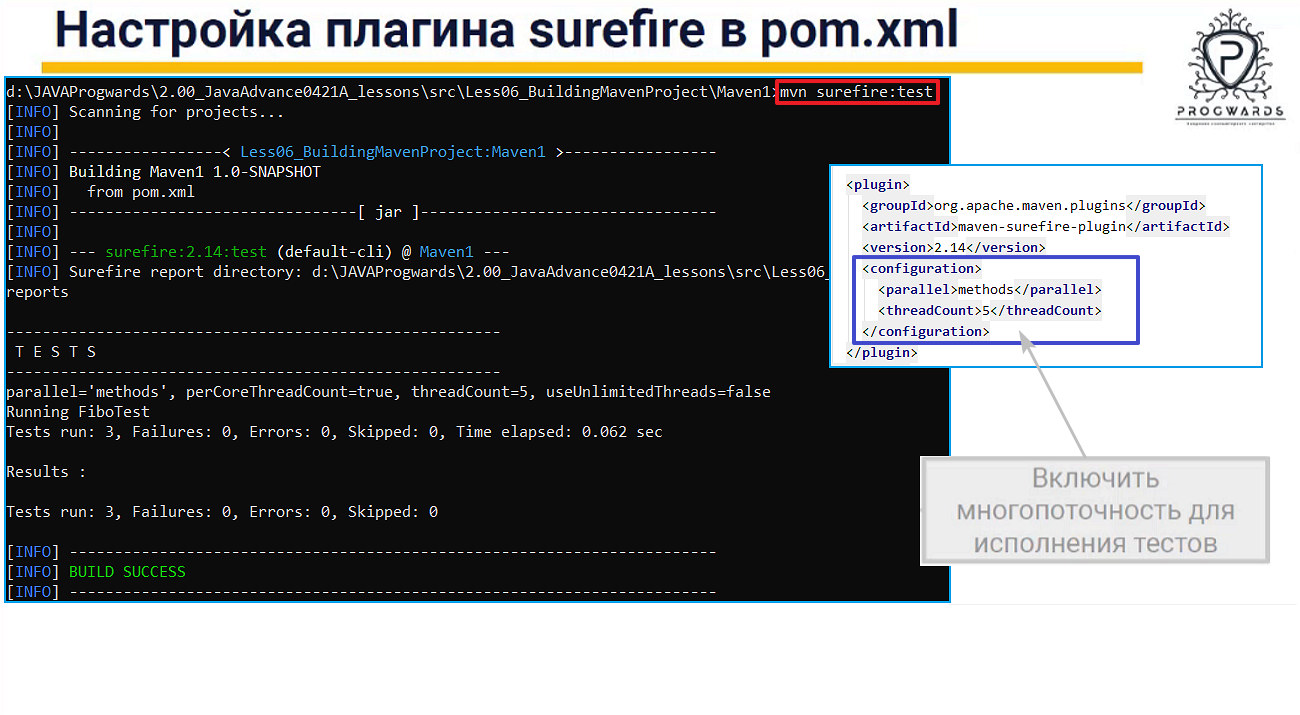 Настройка плагина surefire в pom.xml
PROGWARDS
d:\JAVAProgwards\2.00_JavaAdvance0421A_lessons\src\Less06_BuildingMavenProject\Maven1>mvn surefire:test
[INFO] Scanning for projects...
[INFO]
[INFO] -----------------< Less06_BuildingMavenProject:Maven1 >-----------------
[INFO] Building Maven1 1.0-SNAPSHOT
[INFO]   from pom.xml
[INFO] --------------------------------[ jar ]---------------------------------
[INFO]
[INFO] --- surefire:2.14:test (default-cli) @ Maven1 ---
[INFO] Surefire report directory: d:\JAVAProgwards\2.00_JavaAdvance0421A_lessons\src\Less06_
reports
-------------------------------------------------------
T E S T S
-------------------------------------------------------
parallel='methods', perCoreThreadCount=true, threadCount=5, useUnlimitedThreads=false
Running FiboTest
Tests run: 3, Failures: 0, Errors: 0, Skipped: 0, Time elapsed: 0.062 sec
Results :
Tests run: 3, Failures: 0, Errors: 0, Skipped: 0
[INFO] ------------------------------------------------------------------------
[INFO] BUILD SUCCESS
[INFO] ------------------------------------------------------------------------
<plugin>
<groupId>org.apache.maven.plugins</groupId>
<artifactId>maven-surefire-plugin</artifactId>
<version>2.14</version>
<configuration>
<parallel>methods</parallel>
<threadCount>5</threadCount>
</configuration>
</plugin>
Включить
многопоточность для
исполнения тестов